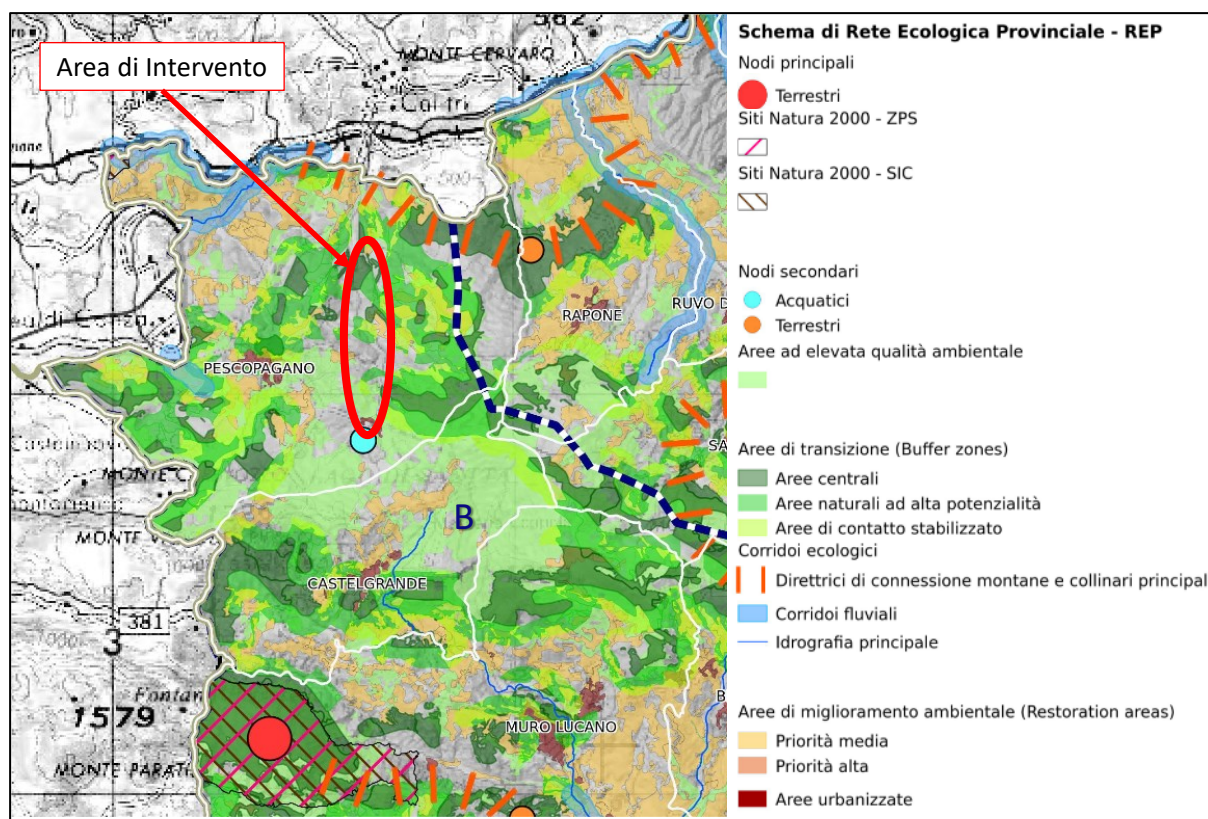 Area di Intervento
MONTE CERVARO
PESCOPAGANO
RAPONE
RUVO D
SA
B
CASTELGRANDE
381
3
1579
MURO LUCANO
B
Schema di Rete Ecologica Provinciale - REP
Nodi principali
Terrestri
Siti Natura 2000 - ZPS
Siti Natura 2000 - SIC
Nodi secondari
Acquatici
Terrestri
Aree ad elevata qualità ambientale
Aree di transizione (Buffer zones)
Aree centrali
Aree naturali ad alta potenzialità
Aree di contatto stabilizzato
Corridoi ecologici
Direttrici di connessione montane e collinari principal
Corridoi fluviali
Idrografia principale
Aree di miglioramento ambientale (Restoration areas)
Priorità media
Priorità alta
Aree urbanizzate